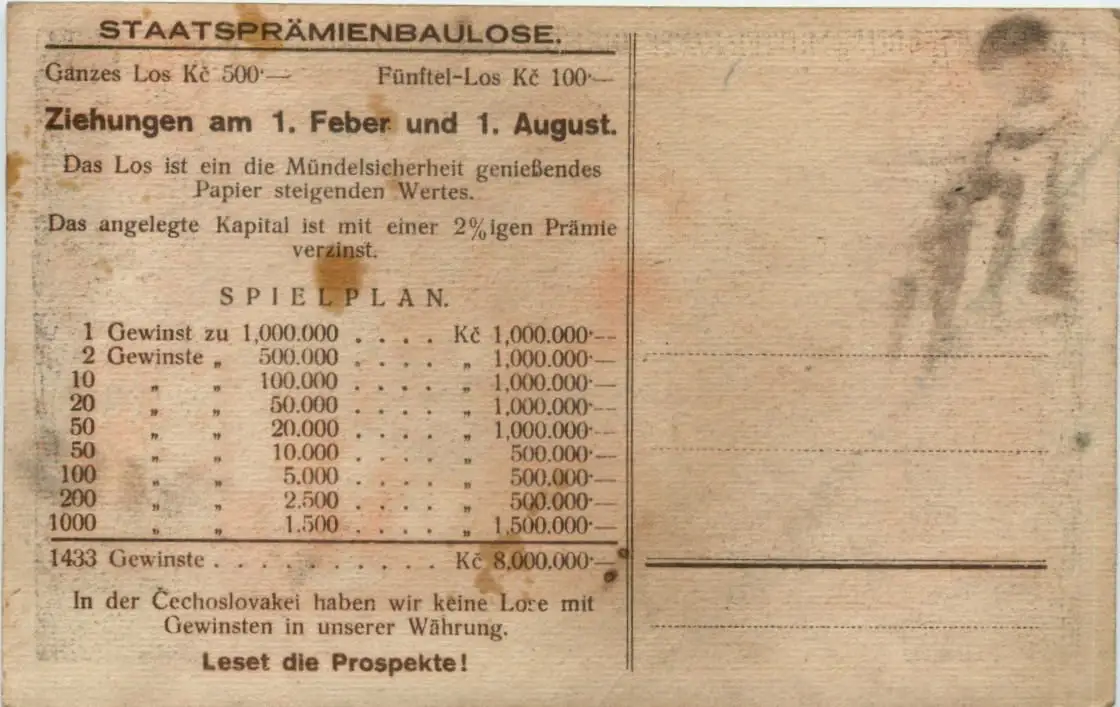 STAATSPRÄMIENBAULOSE.
Ganzes Los Kč 500·— Fünftel-Los Kč 100·—
Ziehungen am 1. Feber und 1. August.
Das Los ist ein die Mündelsicherheit genießendes
Papier steigenden Wertes.
Das angelegte Kapital ist mit einer 2%igen Prämie
verzinst.
SPIELPLAN.
1 Gewinst zu 1,000.000 . . . . Kč 1,000.000·—
2 Gewinste „ 500.000 . . . . „ 1,000.000·—
10 „ „ 100.000 . . . . „ 1,000.000·—
20 „ „ 50.000 . . . . „ 1,000.000·—
50 „ „ 20.000 . . . . „ 1,000.000·—
50 „ „ 10.000 . . . . „ 500.000·—
100 „ „ 5.000 . . . . „ 500.000·—
200 „ „ 2.500 . . . . „ 500.000·—
1000 „ „ 1.500 . . . . „ 1,500.000·—
1433 Gewinste . . . . . . . . . . Kč 8,000.000·—
In der Čechoslovakei haben wir keine Lose mit
Gewinsten in unserer Währung.
Leset die Prospekte!